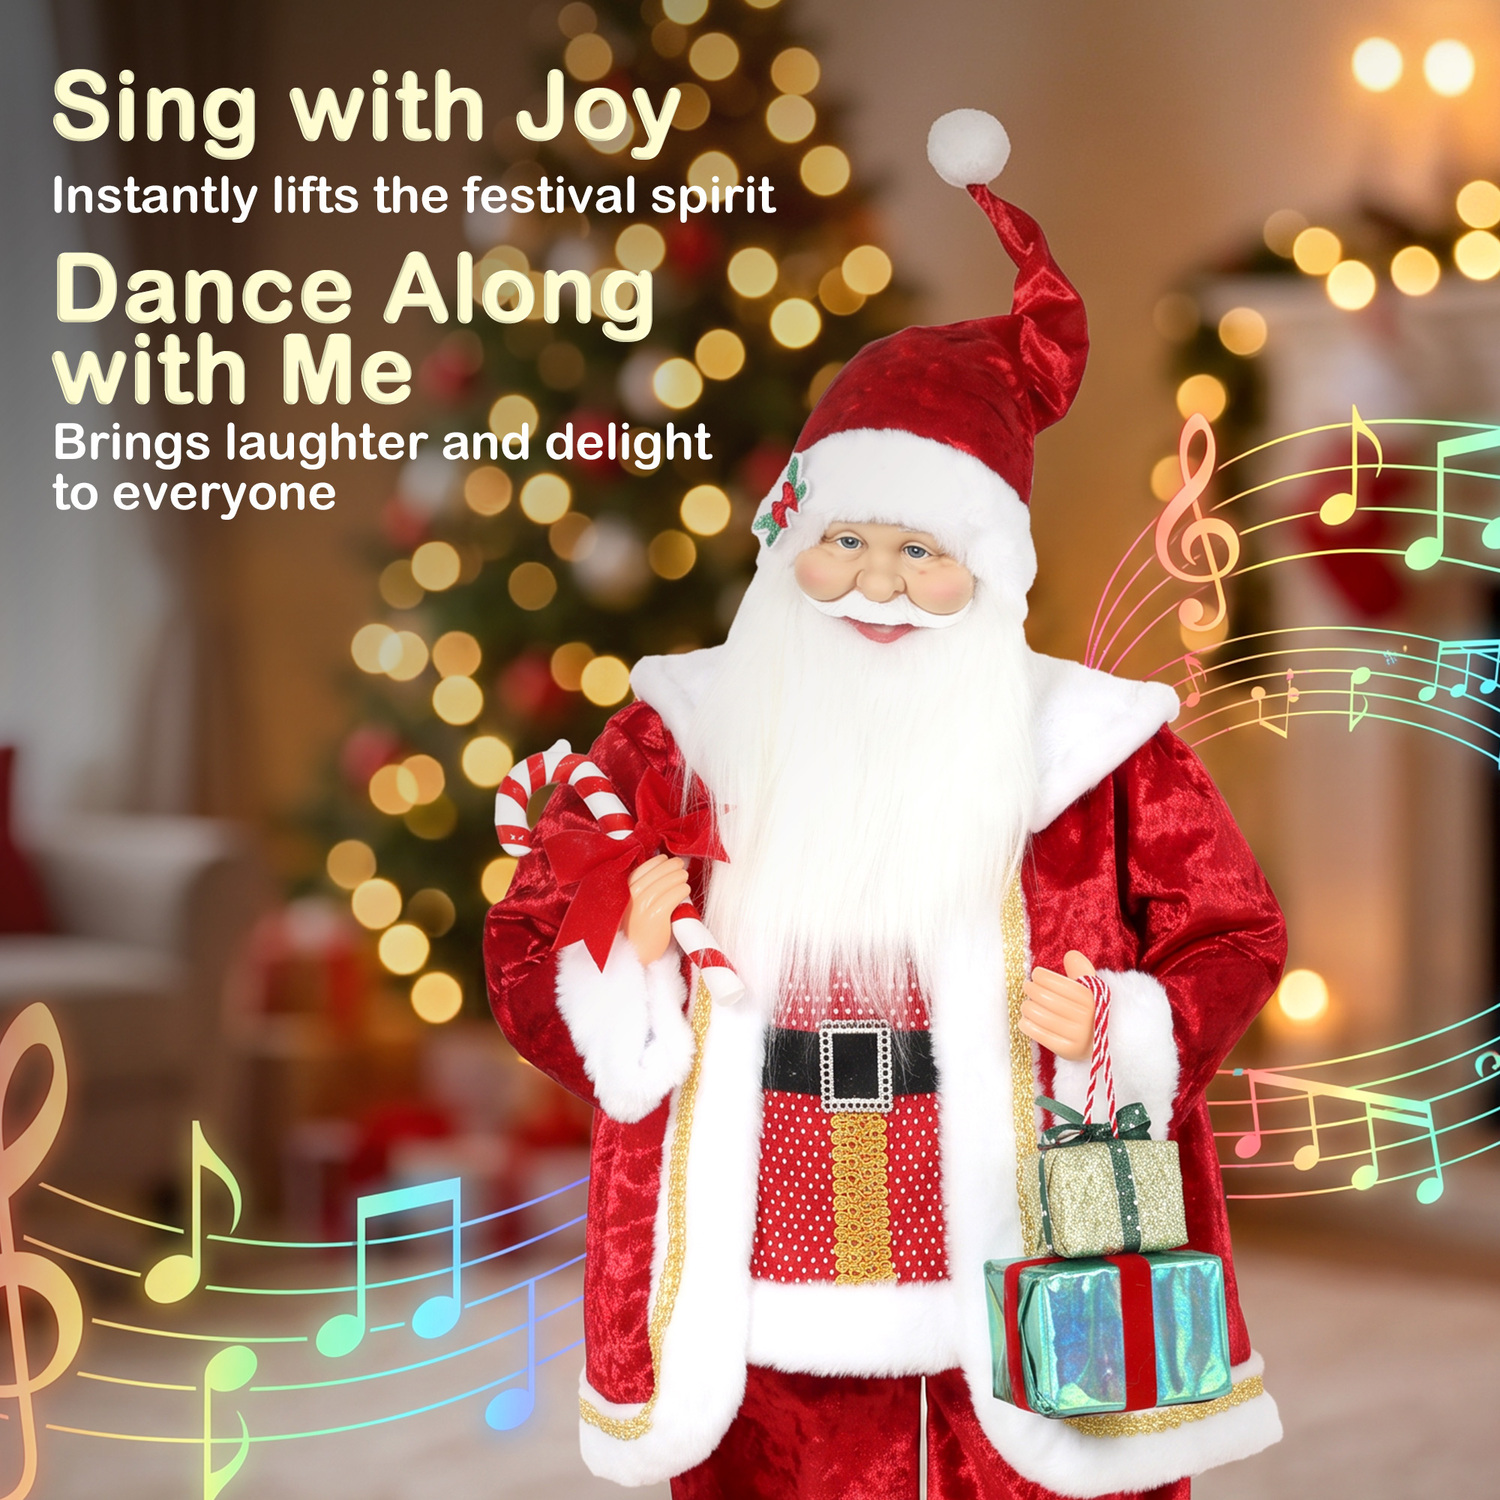 Sing with Joy
Instantly lifts the festival spirit
Dance Along
with Me
Brings laughter and delight
to everyone